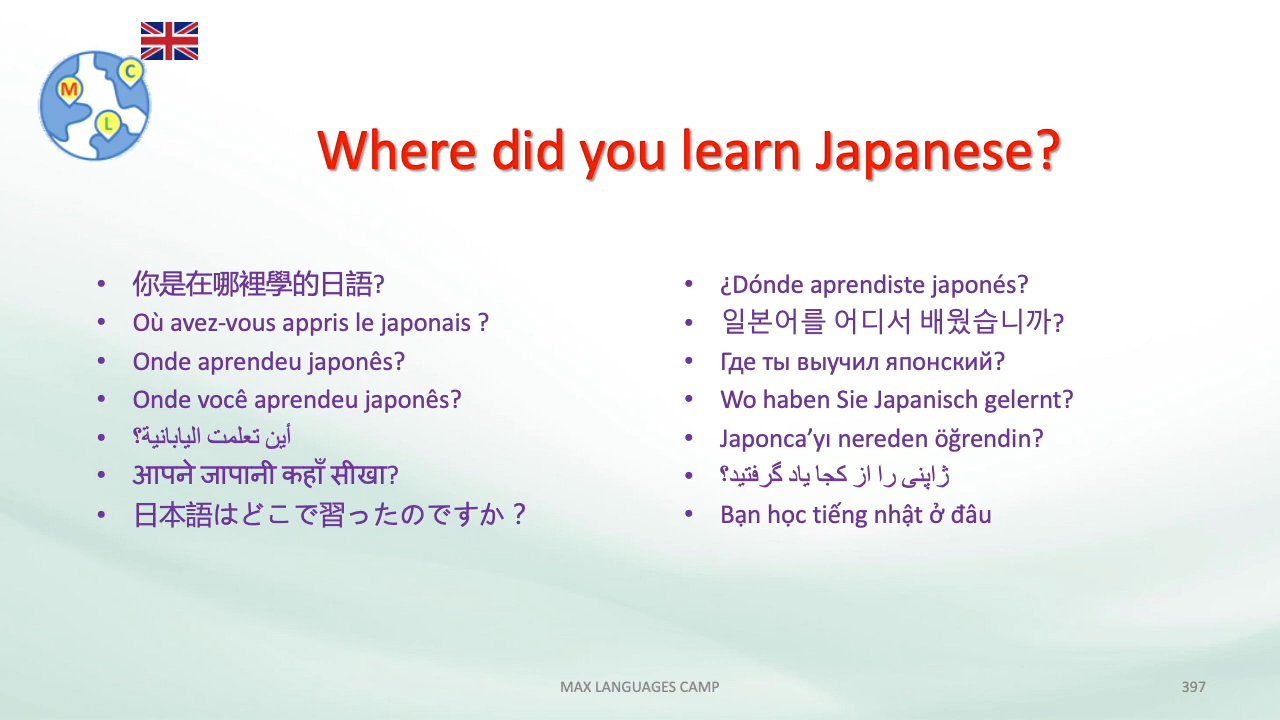 M
C
L
Where did you learn Japanese?
你是在哪裡學的日語?
Où avez-vous appris le japonais ?
Onde aprendeu japonês?
Onde você aprendeu japonês?
أين تعلمت اليابانية؟
आपने जापानी कहाँ सीखा?
日本語はどこで習ったのですか？
¿Dónde aprendiste japonés?
일본어를 어디서 배웠습니까?
Где ты выучил японский?
Wo haben Sie Japanisch gelernt?
Japonca’yı nereden öğrendin?
ژاپنی را از کجا یاد گرفتید؟
Bạn học tiếng nhật ở đâu
MAX LANGUAGES CAMP
397